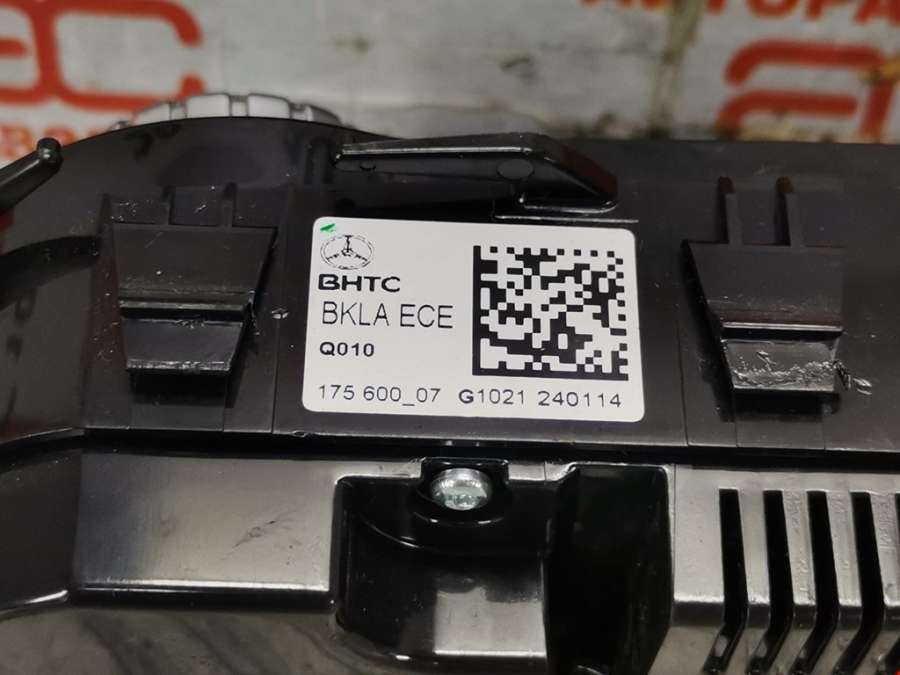 BHTC
BKLA ECE
Q010
175 600_07 G1021 240114